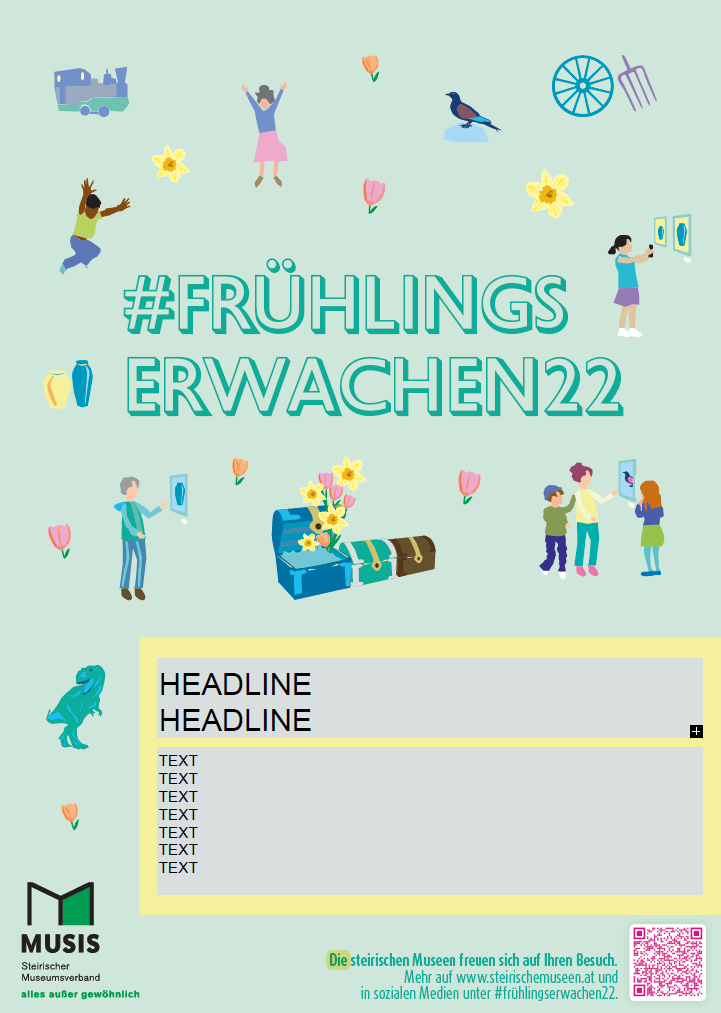 #FRÜHLINGS
ERWACHEN22
HEADLINE
HEADLINE
TEXT
TEXT
TEXT
TEXT
TEXT
TEXT
TEXT
MUSIS
Steirischer
Museumsverband
alles außer gewöhnlich
Die steirischen Museen freuen sich auf Ihren Besuch.
Mehr auf www.steirischemuseen.at und
in sozialen Medien unter #frühlingserwachen22.